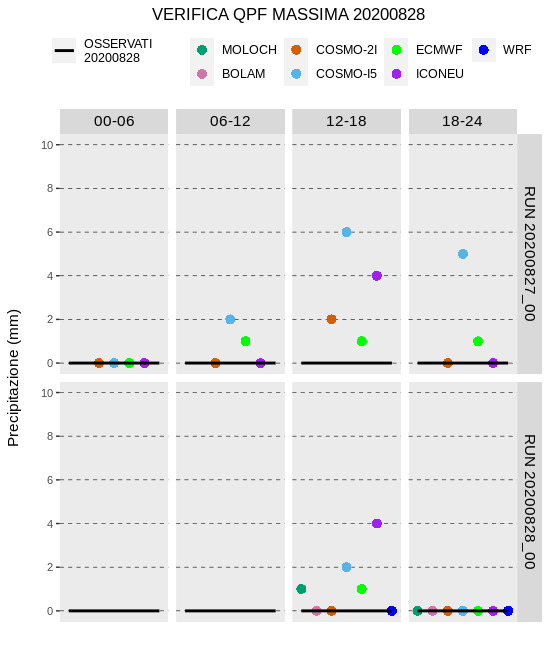 VERIFICA QPF MASSIMA 20200828
OSSERVATI
20200828
MOLOCH
COSMO-2I
ECMWF
WRF
BOLAM
COSMO-I5
ICONEU
00-06
06-12
12-18
18-24
10
8
6
4
2
0
RUN 20200827_00
10
8
6
4
2
0
RUN 20200828_00
Precipitazione (mm)